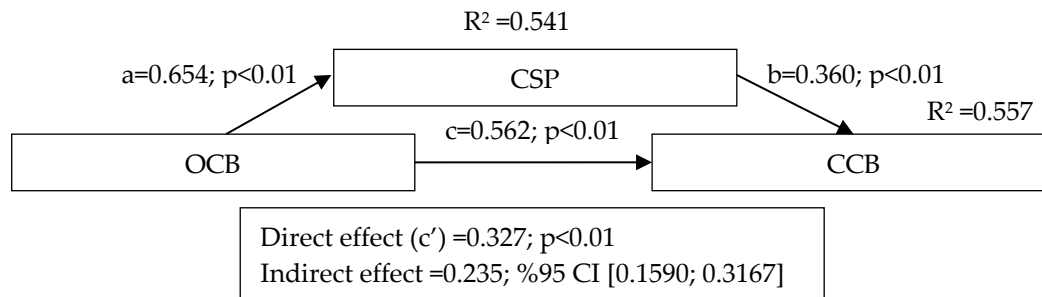 R² =0.541
a=0.654; p<0.01
CSP
b=0.360; p<0.01
R² =0.557
c=0.562; p<0.01
OCB
CCB
Direct effect (c’) =0.327; p<0.01
Indirect effect =0.235; %95 CI [0.1590; 0.3167]